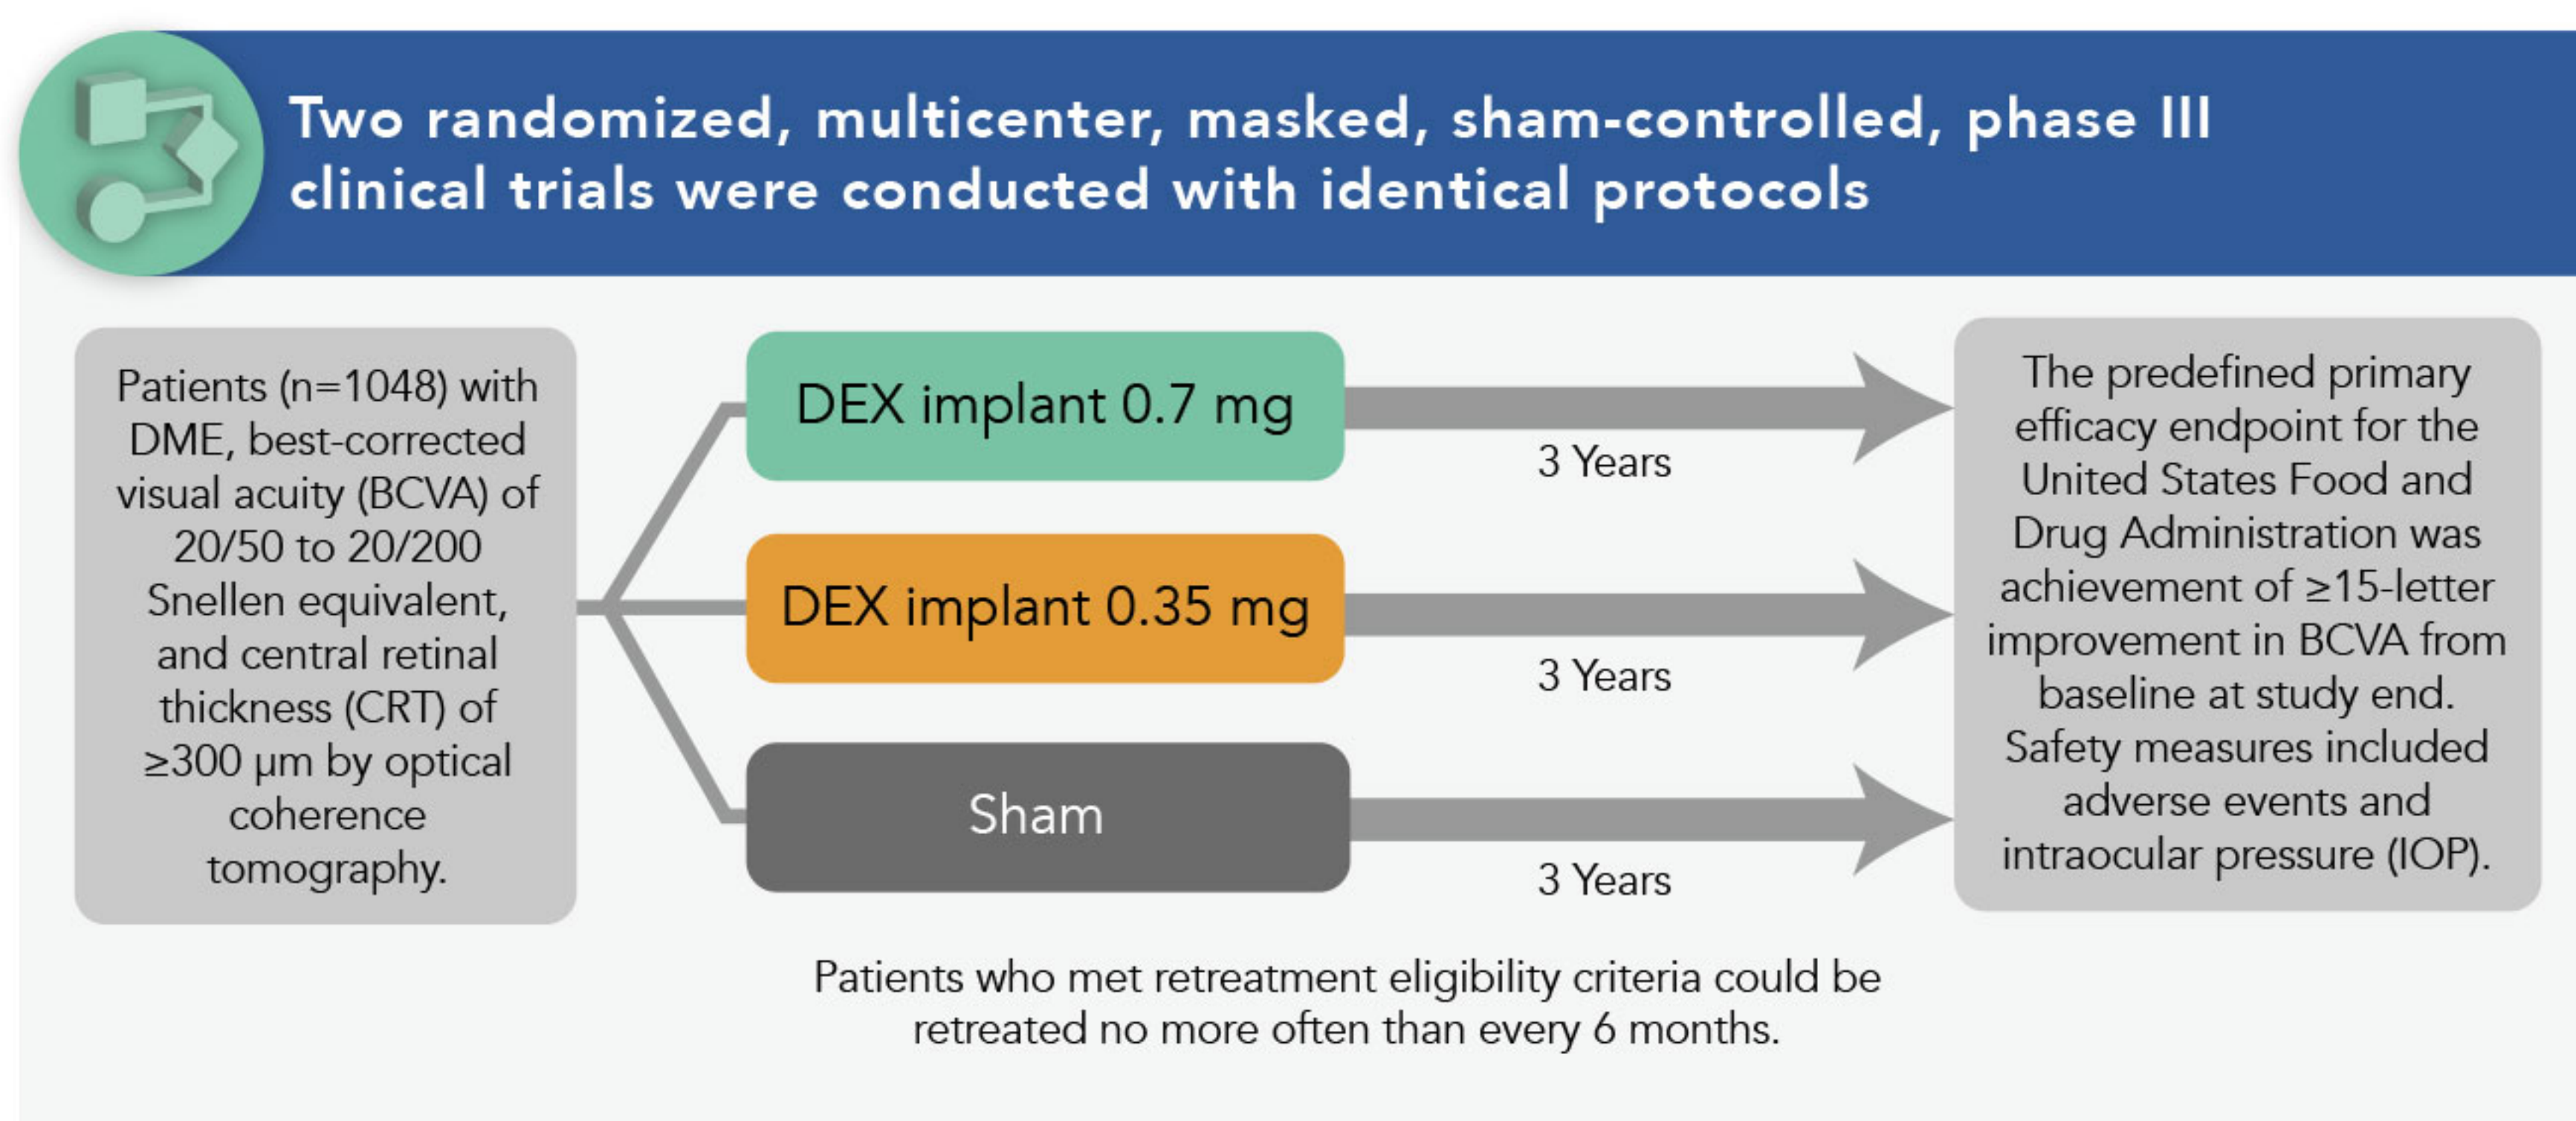 Two randomized, multicenter, masked, sham-controlled, phase III
clinical trials were conducted with identical protocols
Patients (n=1048) with
DME, best-corrected
visual acuity (BCVA) of
20/50 to 20/200
Snellen equivalent,
and central retinal
thickness (CRT) of
≥300 µm by optical
coherence
tomography.
DEX implant 0.7 mg
3 Years
DEX implant 0.35 mg
3 Years
Sham
3 Years
The predefined primary
efficacy endpoint for the
United States Food and
Drug Administration was
achievement of ≥15-letter
improvement in BCVA from
baseline at study end.
Safety measures included
adverse events and
intraocular pressure (IOP).
Patients who met retreatment eligibility criteria could be
retreated no more often than every 6 months.